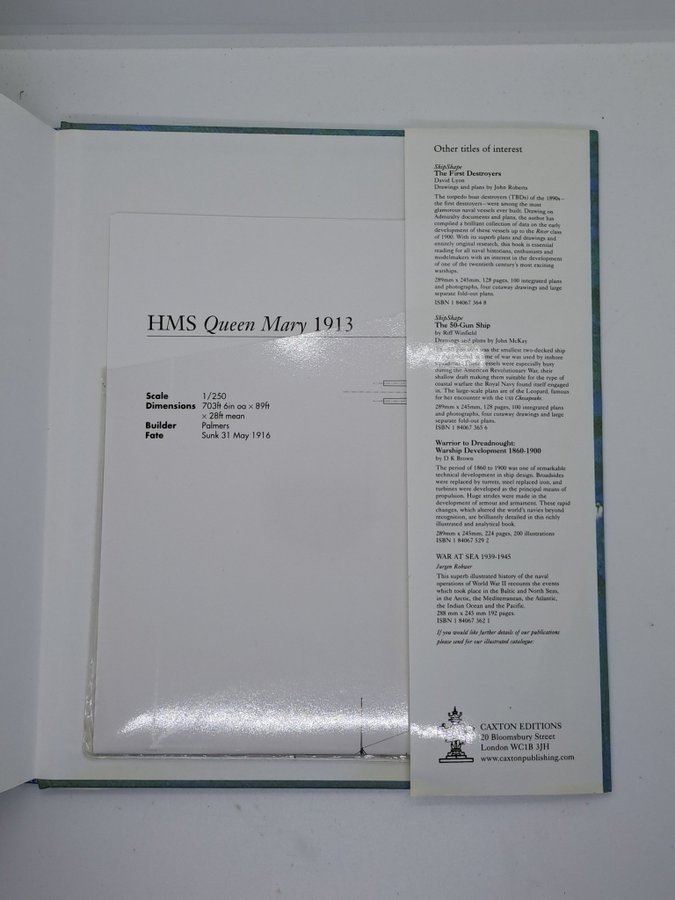 HMS Queen Mary 1913
Scale 1/250
Dimensions 703ft 6in oa × 89ft
× 28ft mean
Builder Palmers
Fate Sunk 31 May 1916
Other titles of interest
ShipShape
The First Destroyers
David Lyon
Drawings and plans by John Roberts
The torpedo boat destroyers (TBDs) of the 1890s–
the first destroyers–were among the most
glamorous naval vessels ever built. Drawing on
Admiralty documents and plans, the author has
compiled a brilliant collection of data on the early
development of these vessels up to the River class
of 1900. With its superb plans and drawings and
entirely original research, this book is essential
reading for all naval historians, enthusiasts and
modelmakers with an interest in the development
of one of the twentieth century's most exciting
warships.
289mm x 245mm, 128 pages, 100 integrated plans
and photographs, four cutaway drawings and large
separate fold-out plans.
ISBN 1 84067 364 8
ShipShape
The 50-Gun Ship
by Rif Winfield
Drawings and plans by John McKay
was the smallest two-decked ship
of war was used by inshore
vessels were especially busy
during the American Revolutionary War, their
shallow draft making them suitable for the type of
coastal warfare the Royal Navy found itself engaged
in. The large-scale plans are of the Leopard, famous
for her encounter with the USS Chesapeake.
289mm x 245mm, 128 pages, 100 integrated plans
and photographs, four cutaway drawings and large
separate fold-out plans.
ISBN 1 84067 365 6
Warrior to Dreadnought:
Warship Development 1860-1900
by D K Brown
The period of 1860 to 1900 was one of remarkable
technical development in ship design. Broadsides
were replaced by turrets, steel replaced iron, and
turbines were developed as the principal means of
propulsion. Huge strides were made in the
development of armour and armament. These rapid
changes, which altered the world's navies beyond
recognition, are brilliantly detailed in this richly
illustrated and analytical book.
289mm x 245mm, 224 pages, 200 illustrations
ISBN 1 84067 529 2
WAR AT SEA 1939-1945
Jurgen Rohwer
This superb illustrated history of the naval
operations of World War II recounts the events
which took place in the Baltic and North Seas,
in the Arctic, the Mediterranean, the Atlantic,
the Indian Ocean and the Pacific.
288 mm x 245 mm 192 pages.
ISBN 1 84067 362 1
If you would like further details of our publications
please send for our illustrated catalogue:
CAXTON EDITIONS
20 Bloomsbury Street
London WC1B 3JH
www.caxtonpublishing.com